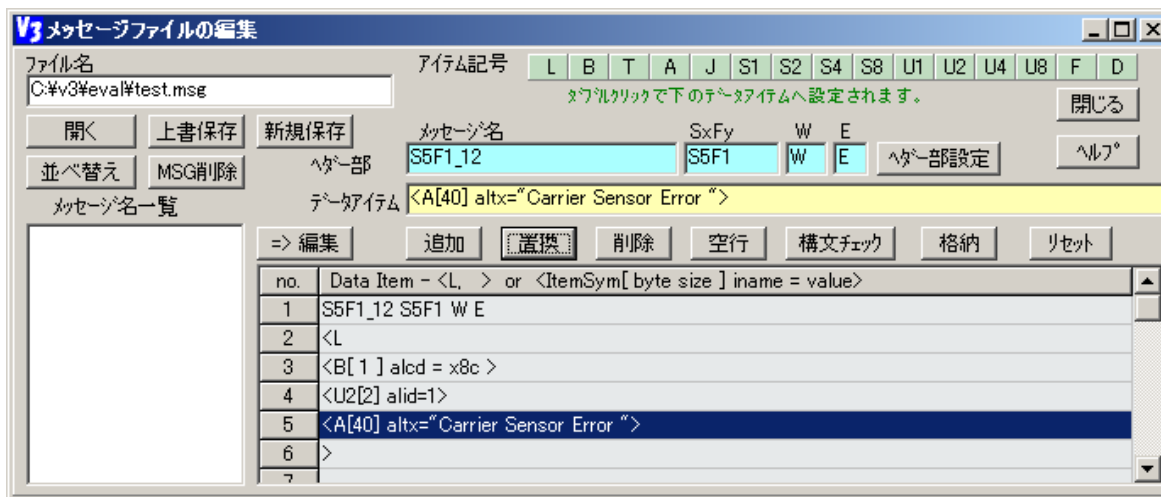 V3 メッセージファイルの編集
ファイル名
C:¥v3¥eval¥test.msg
アイテム記号 L B T A J S1 S2 S4 S8 U1 U2 U4 U8 F D
ダブルクリックで下のデータアイテムへ設定されます。
閉じる
開く 上書保存 新規保存
メッセージ名 SxFy W E
ヘダー部 S5F1_12 S5F1 W E ヘダー部設定 ヘルプ
並べ替え MSG削除
データアイテム <A[40] altx="Carrier Sensor Error ">
メッセージ名一覧
=> 編集 追加 置換 削除 空行 構文チェック 格納 リセット
no. Data Item - <L, > or <ItemSym[ byte size ] iname = value>
1 S5F1_12 S5F1 W E
2 <L
3 <B[ 1 ] alcd = x8c >
4 <U2[2] alid=1>
5 <A[40] altx="Carrier Sensor Error ">
6 >
7